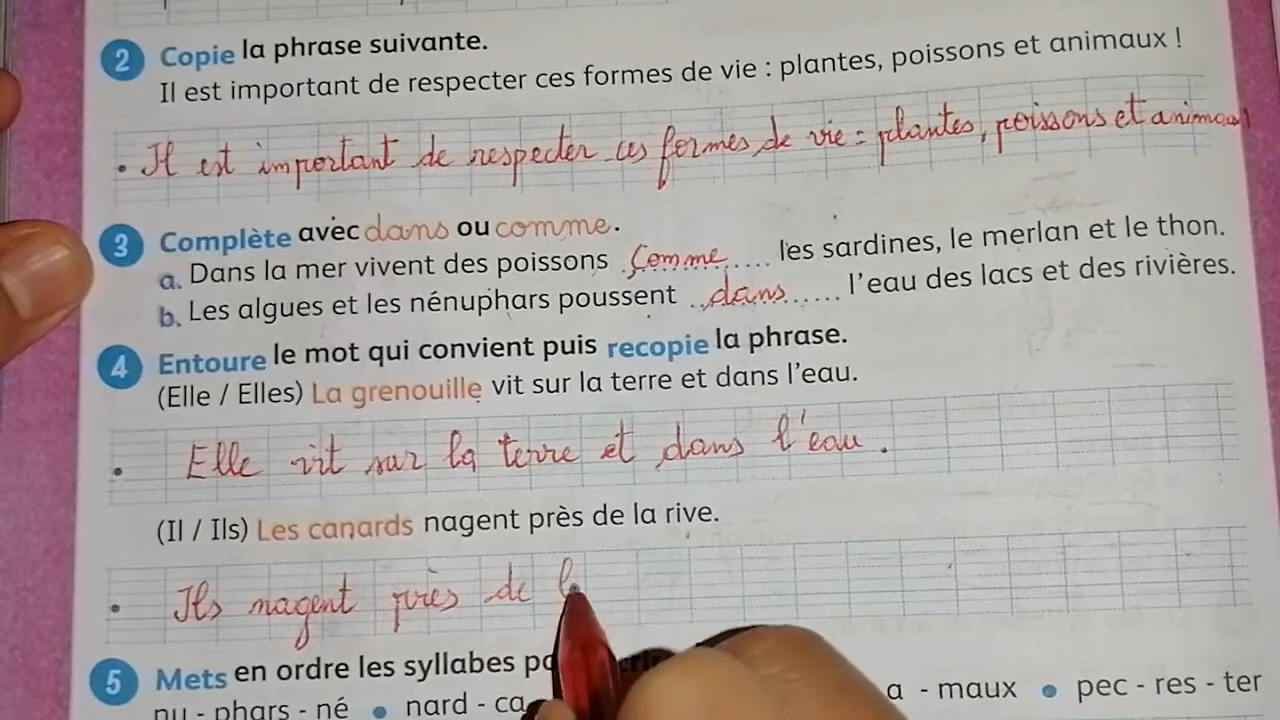 2 Copie la phrase suivante.
Il est important de respecter ces formes de vie : plantes, poissons et animaux !
. Il est important de respecter ces formes de vie : plantes, poissons et animaux
3 Complète avec dans ou comme.
a. Dans la mer vivent des poissons comme les sardines, le merlan et le thon.
b. Les algues et les nénuphars poussent dans l'eau des lacs et des rivières.
4 Entoure le mot qui convient puis recopie la phrase.
(Elle / Elles) La grenouille vit sur la terre et dans l'eau.
. Elle vit sur la terre et dans l'eau.
(Il / Ils) Les canards nagent près de la rive.
. Ils nagent près de l
5 Mets en ordre les syllabes
nu - phars - né • nard - ca a - maux • pec - res - ter